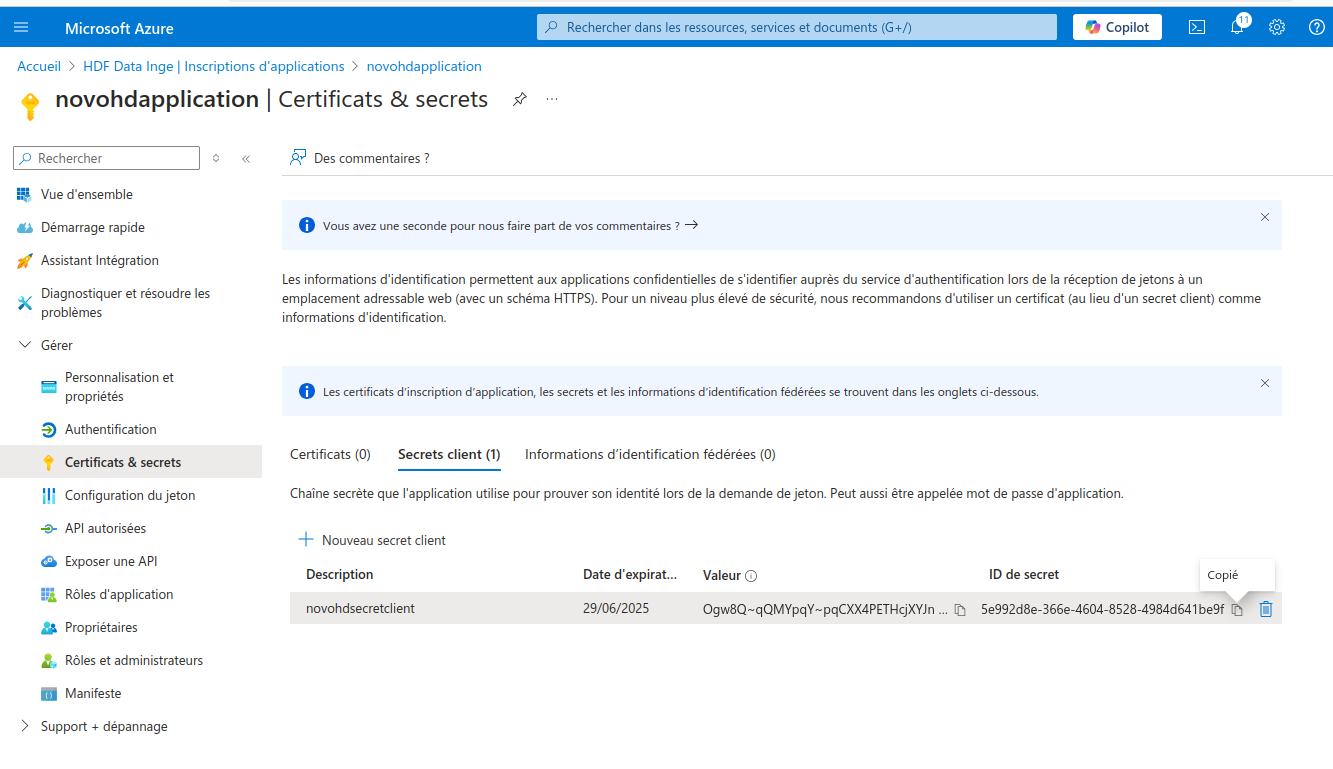 Microsoft Azure
Rechercher dans les ressources, services et documents (G+/)
Copilot
11
Accueil > HDF Data Inge | Inscriptions d'applications > novohdapplication
novohdapplication | Certificats & secrets
Rechercher
Des commentaires ?
Vue d'ensemble
Démarrage rapide
Assistant Intégration
Diagnostiquer et résoudre les
problèmes
Gérer
Personnalisation et
propriétés
Authentification
Certificats & secrets
Configuration du jeton
API autorisées
Exposer une API
Rôles d'application
Propriétaires
Rôles et administrateurs
Manifeste
Support + dépannage
Vous avez une seconde pour nous faire part de vos commentaires ? →
Les informations d'identification permettent aux applications confidentielles de s'identifier auprès du service d'authentification lors de la réception de jetons à un
emplacement adressable web (avec un schéma HTTPS). Pour un niveau plus élevé de sécurité, nous recommandons d'utiliser un certificat (au lieu d'un secret client) comme
informations d'identification.
Les certificats d'inscription d'application, les secrets et les informations d'identification fédérées se trouvent dans les onglets ci-dessous.
Certificats (0) Secrets client (1) Informations d'identification fédérées (0)
Chaîne secrète que l'application utilise pour prouver son identité lors de la demande de jeton. Peut aussi être appelée mot de passe d'application.
Nouveau secret client
Description Date d'expirat... Valeur ID de secret
Copié
novohdsecretclient 29/06/2025 Ogw8Q~qQMYpqY~pqCXX4PETHcjXYJn ... 5e992d8e-366e-4604-8528-4984d641be9f